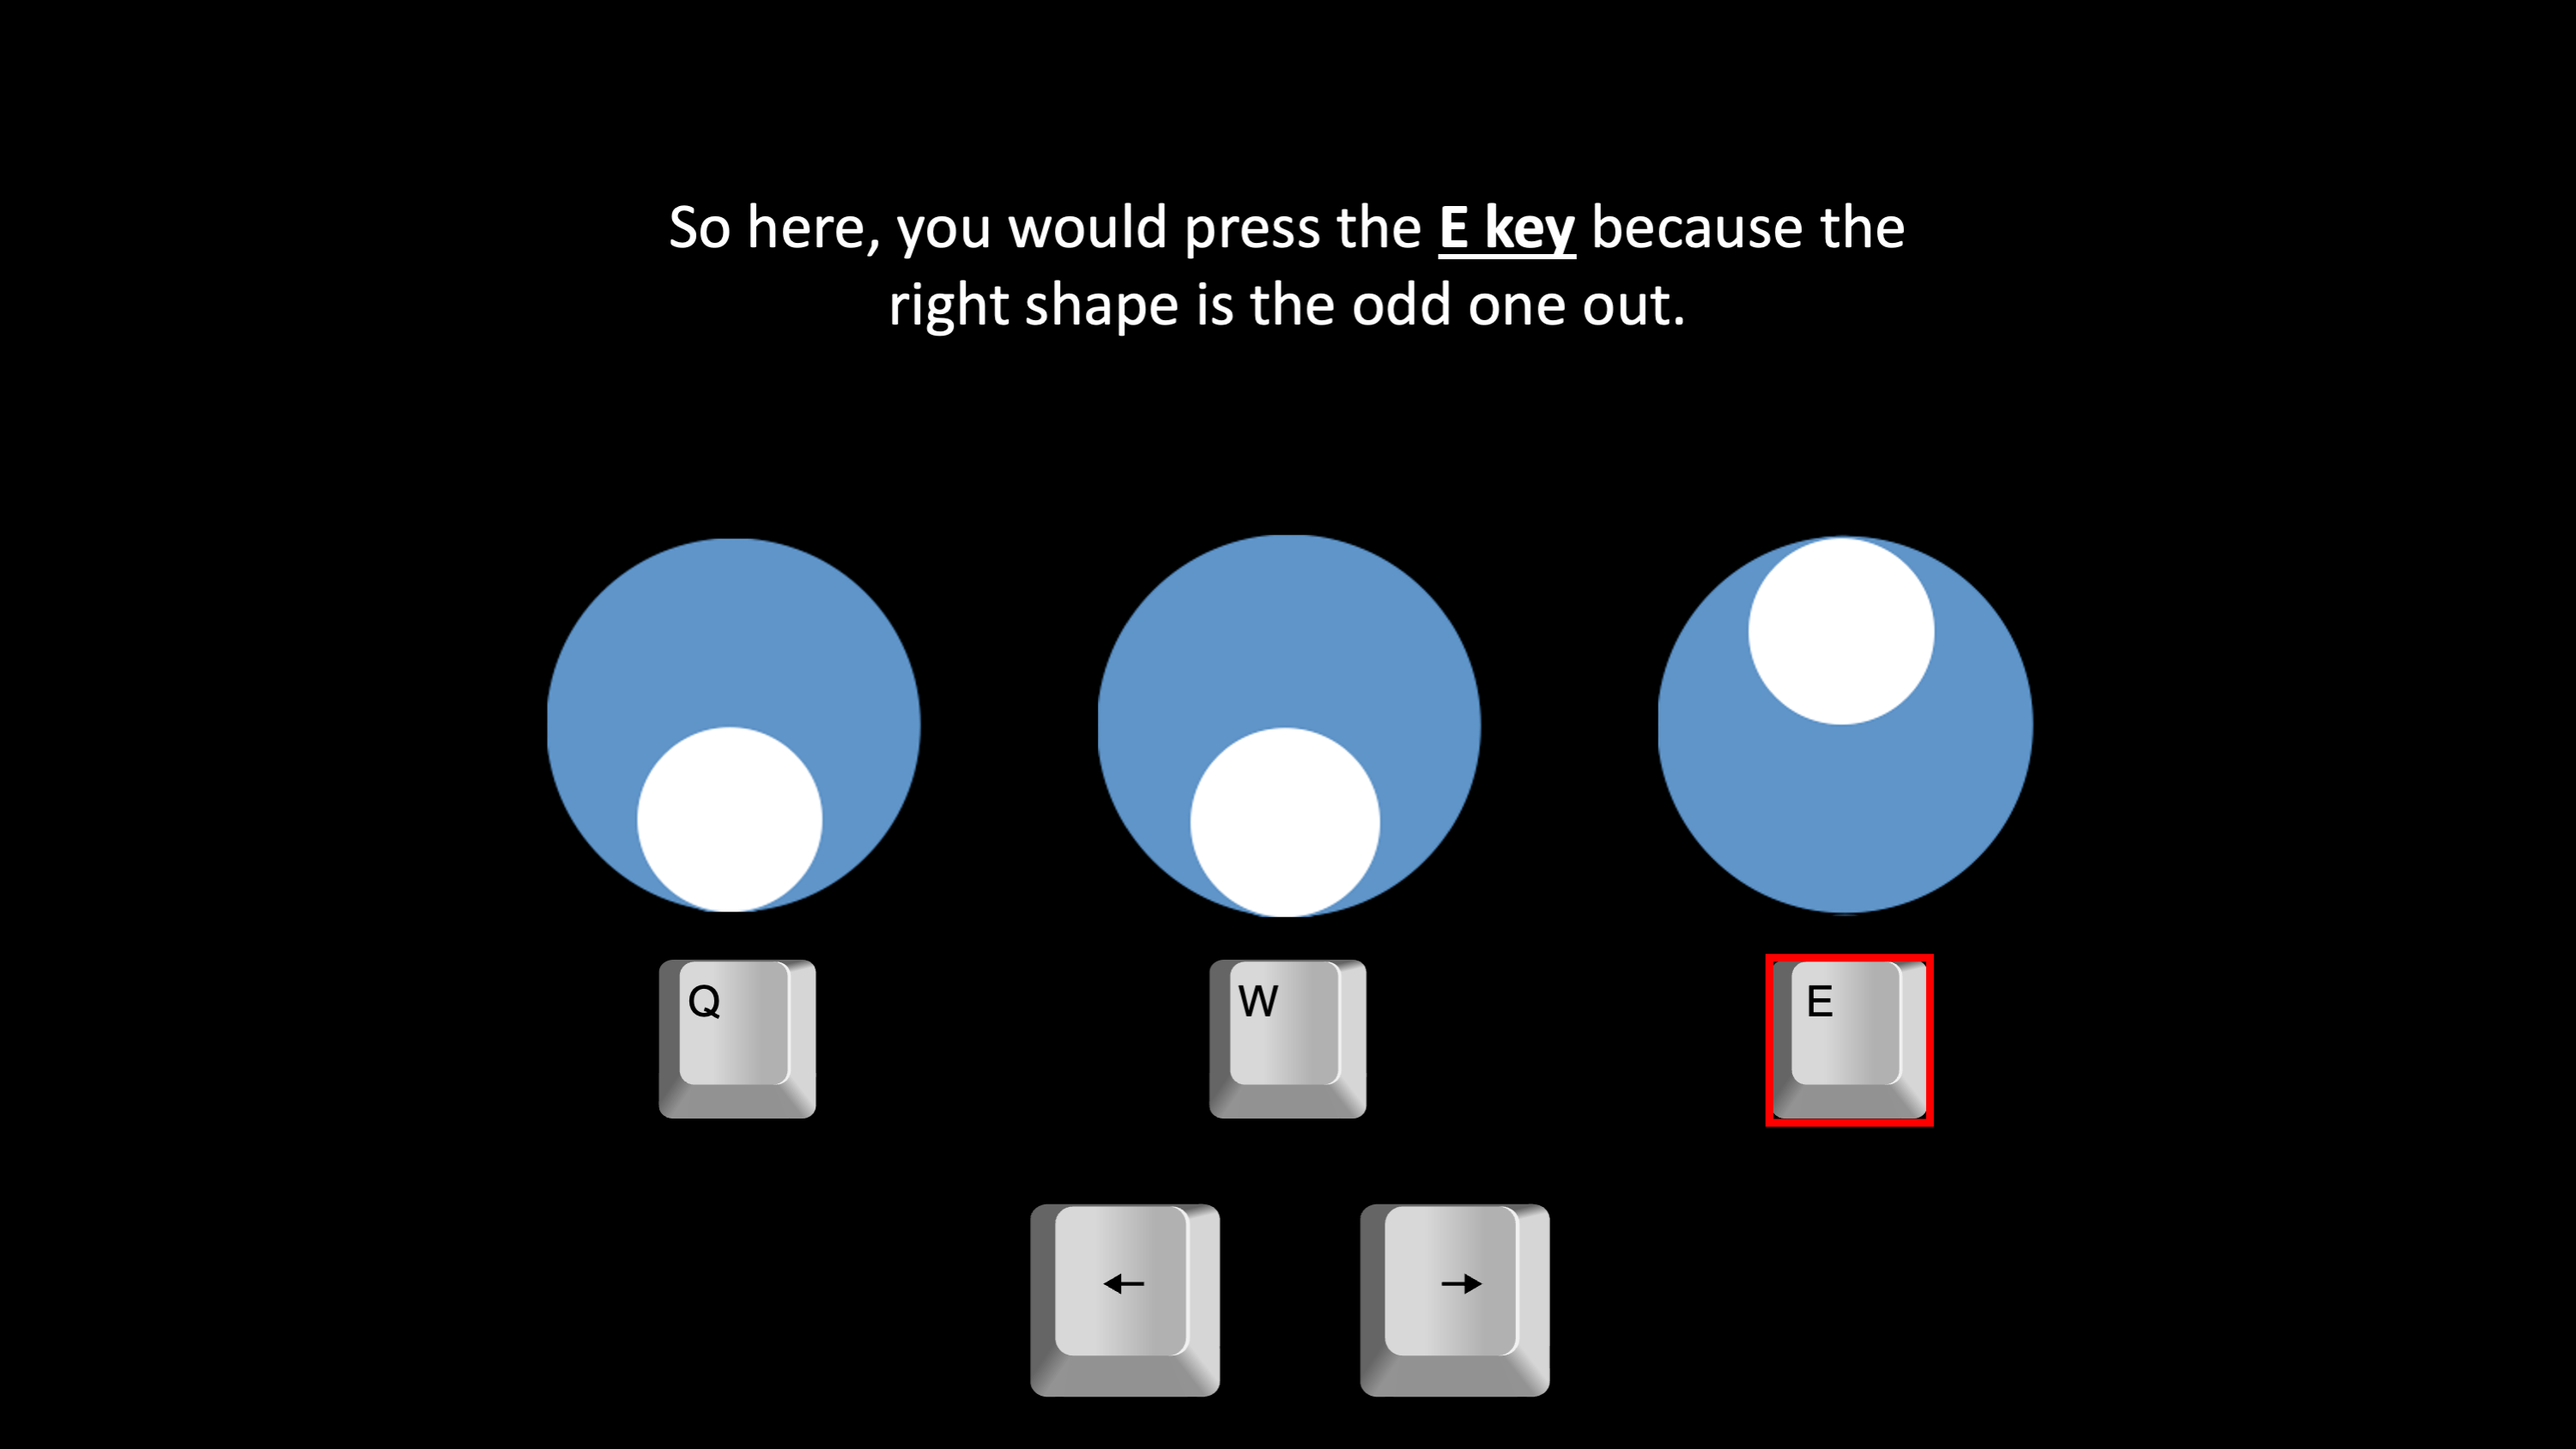 So here, you would press the E key because the
right shape is the odd one out.
Q W E
← →